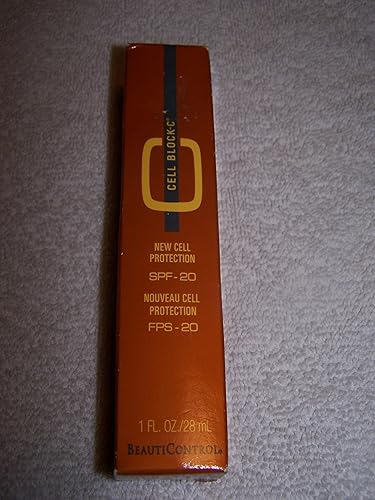 CELL BLOCK-C®
NEW CELL
PROTECTION
SPF-20
NOUVEAU CELL
PROTECTION
FPS-20
1 FL. OZ./28 mL
BEAUTICONTROL®